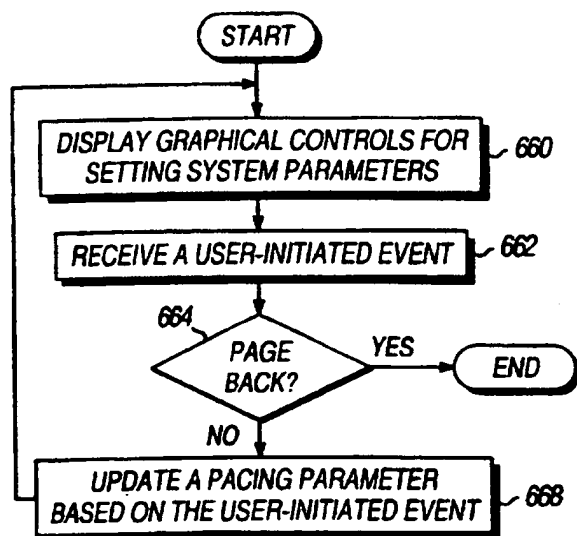 START
DISPLAY GRAPHICAL CONTROLS FOR
SETTING SYSTEM PARAMETERS
660
RECEIVE A USER-INITIATED EVENT
662
664
PAGE
BACK?
YES
END
NO
UPDATE A PACING PARAMETER
BASED ON THE USER-INITIATED EVENT
668